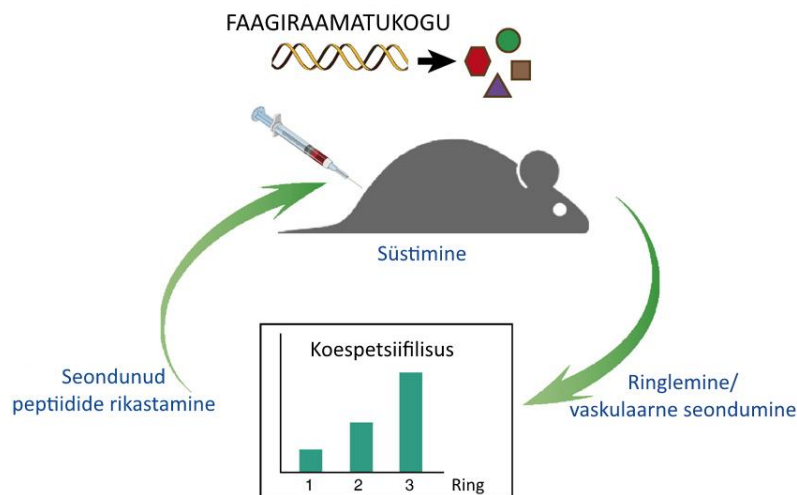 FAAGIRAAMATUKOGU
Süstimine
Koespetsiifilisus
1 2 3 Ring
Seondunud
peptiidide rikastamine
Ringlemine/
vaskulaarne seondumine